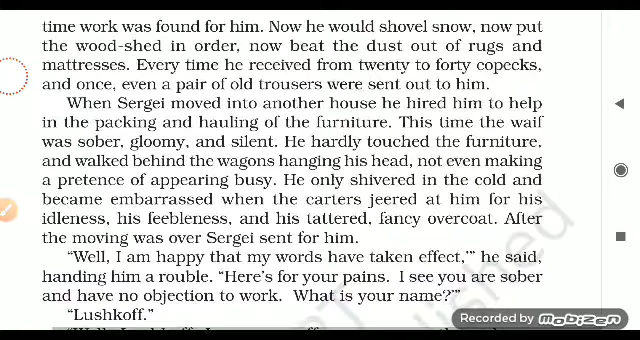 time work was found for him. Now he would shovel snow, now put
the wood-shed in order, now beat the dust out of rugs and
mattresses. Every time he received from twenty to forty copecks,
and once, even a pair of old trousers were sent out to him.
When Sergei moved into another house he hired him to help
in the packing and hauling of the furniture. This time the waif
was sober, gloomy, and silent. He hardly touched the furniture,
and walked behind the wagons hanging his head, not even making
a pretence of appearing busy. He only shivered in the cold and
became embarrassed when the carters jeered at him for his
idleness, his feebleness, and his tattered, fancy overcoat. After
the moving was over Sergei sent for him.
“Well, I am happy that my words have taken effect,’” he said,
handing him a rouble. “Here’s for your pains. I see you are sober
and have no objection to work. What is your name?’”
“Lushkoff.”
Recorded by mobizen